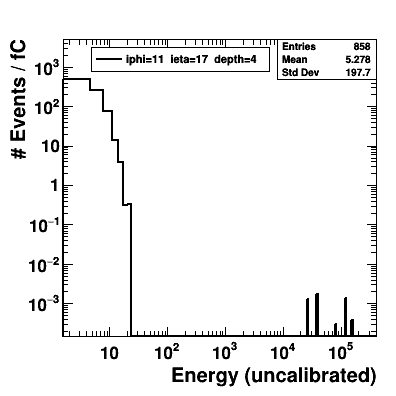 iphi=11 ieta=17 depth=4
Entries 858
Mean 5.278
Std Dev 197.7
# Events / fC
10³
10²
10
1
10⁻¹
10⁻²
10⁻³
10 10² 10³ 10⁴ 10⁵
Energy (uncalibrated)